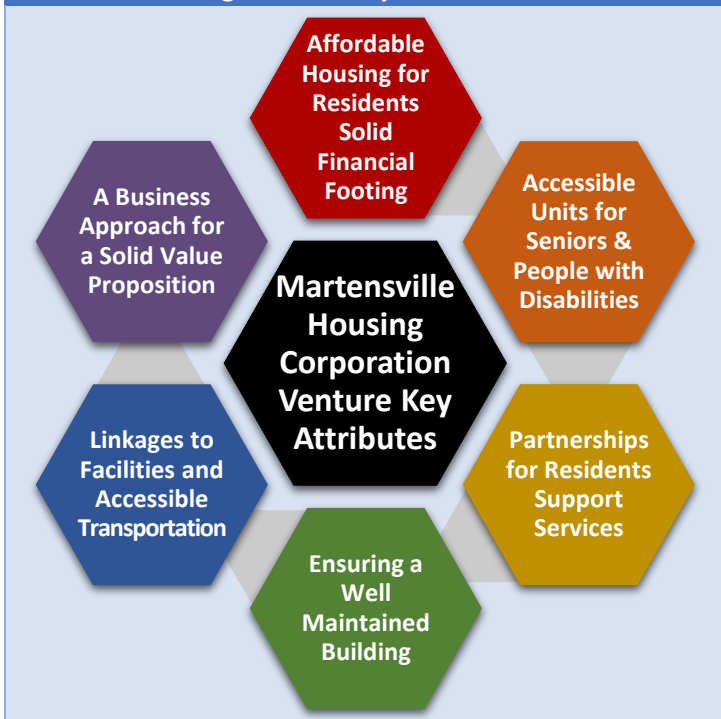 Affordable
Housing for
Residents
Solid
Financial
Footing
Accessible
Units for
Seniors &
People with
Disabilities
Partnerships
for Residents
Support
Services
Ensuring a
Well
Maintained
Building
Linkages to
Facilities and
Accessible
Transportation
A Business
Approach for
a Solid Value
Proposition
Martensville
Housing
Corporation
Venture Key
Attributes